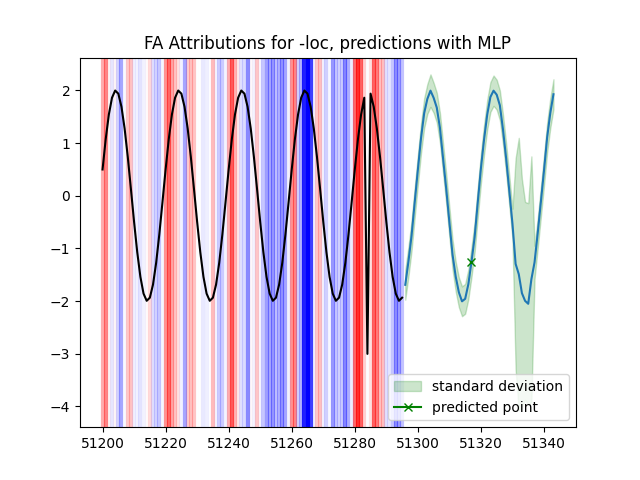 FA Attributions for -loc, predictions with MLP
2
1
0
−1
−2
−3
−4
standard deviation
predicted point
51200 51220 51240 51260 51280 51300 51320 51340